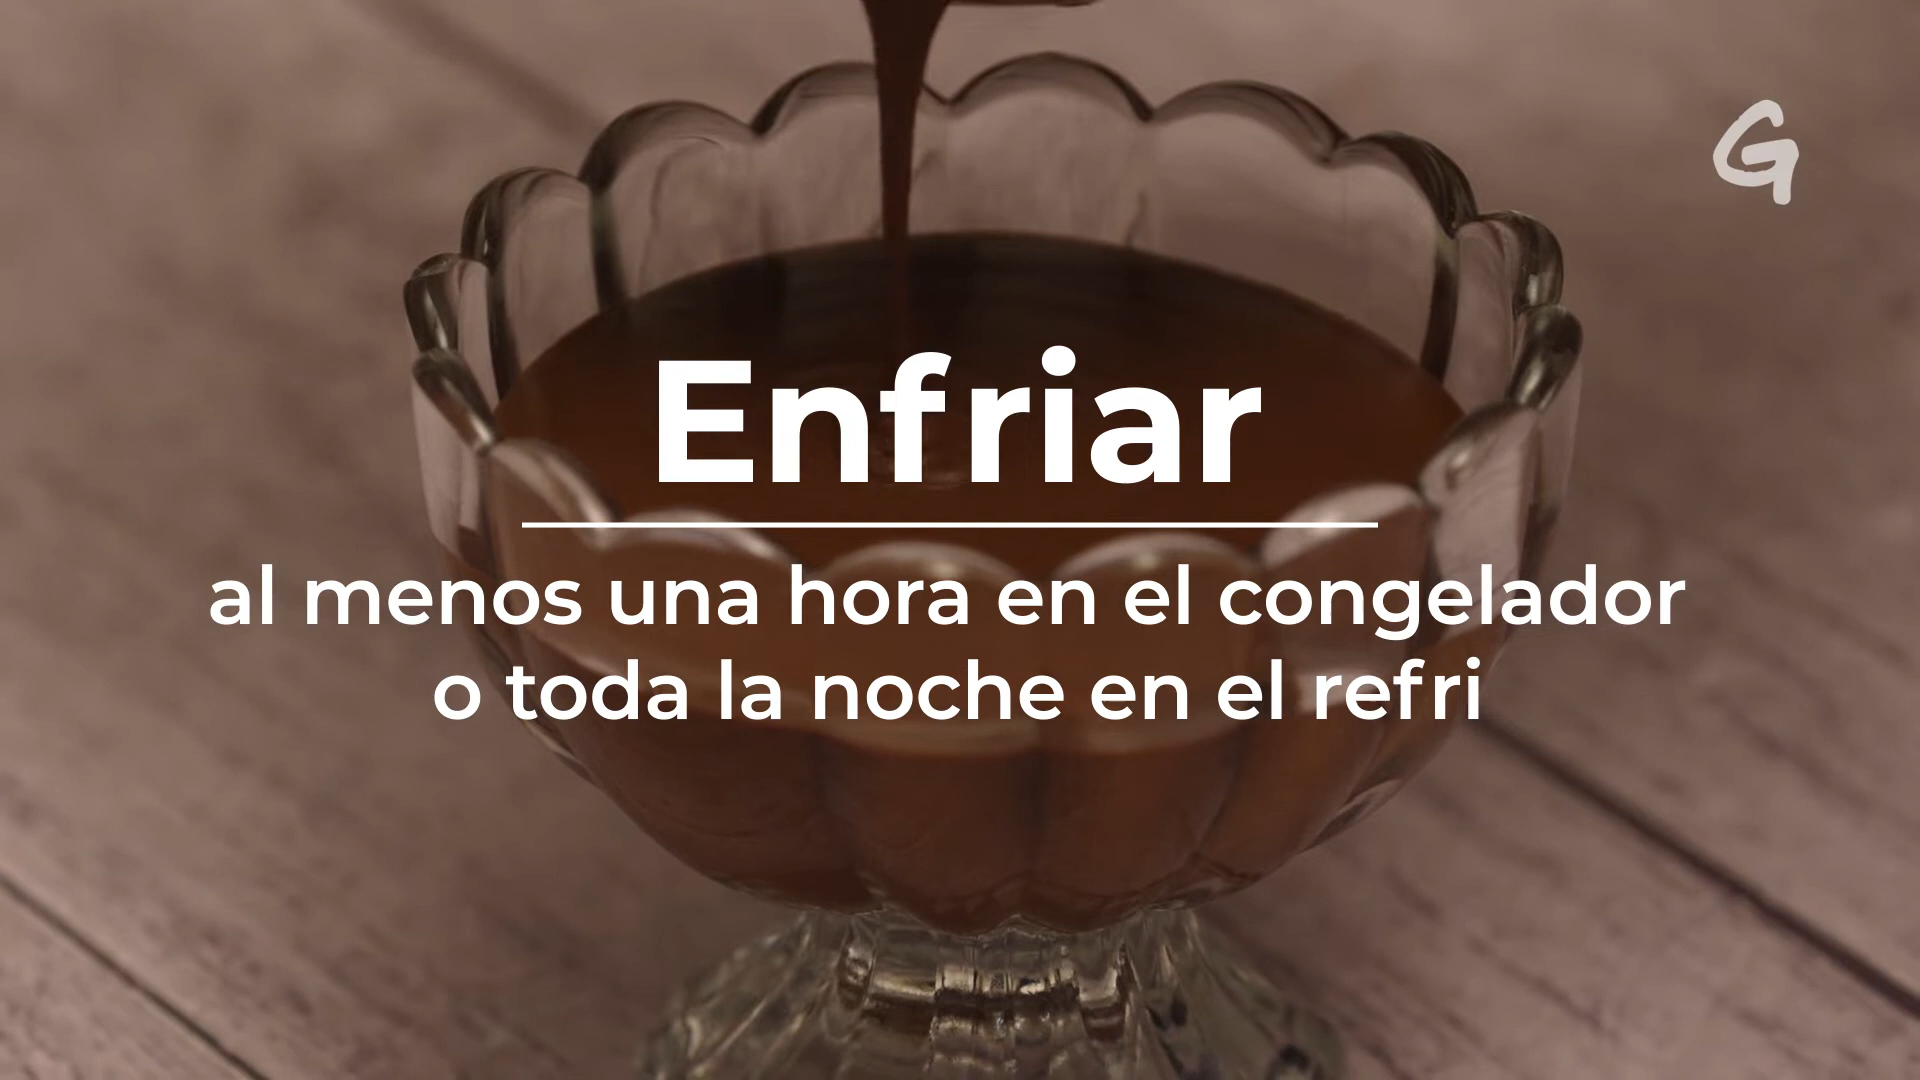 G
Enfriar
al menos una hora en el congelador
o toda la noche en el refri